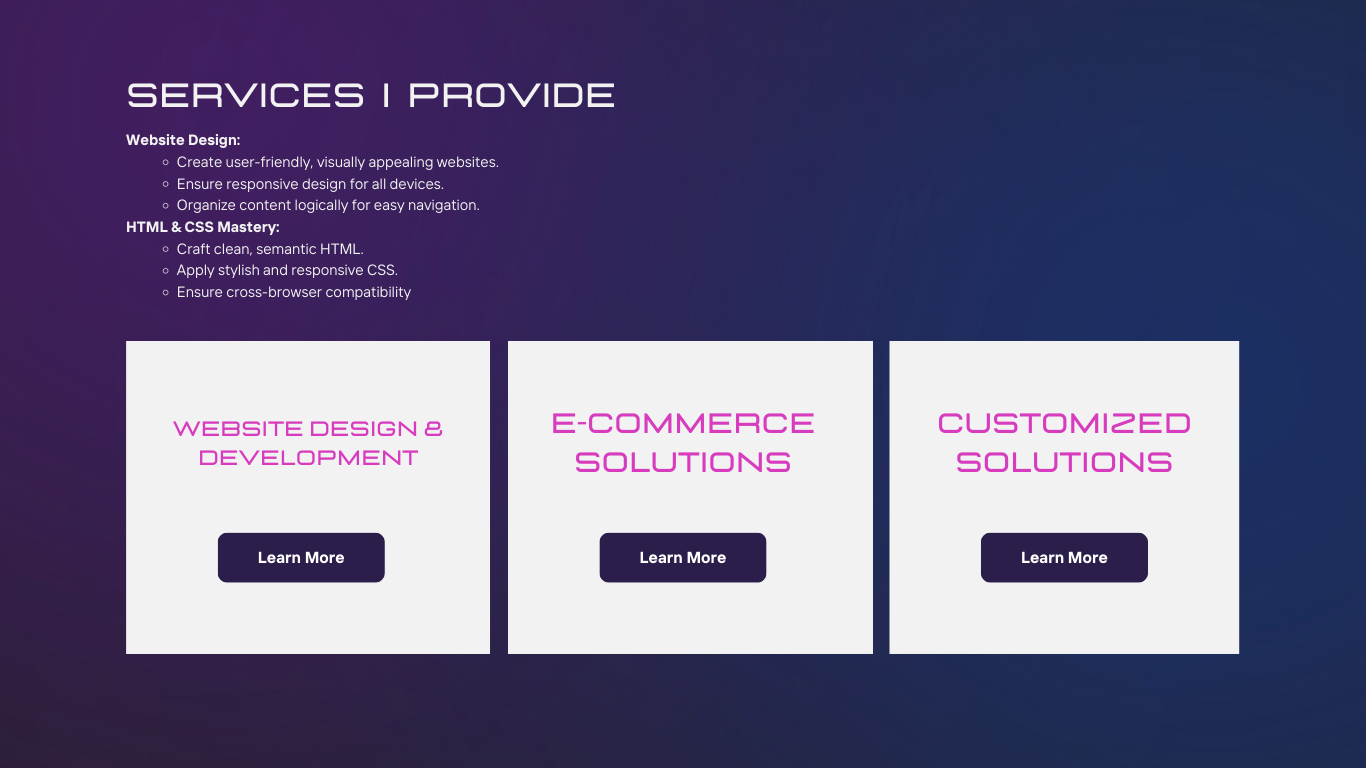 SERVICES I PROVIDE
Website Design:
Create user-friendly, visually appealing websites.
Ensure responsive design for all devices.
Organize content logically for easy navigation.
HTML & CSS Mastery:
Craft clean, semantic HTML.
Apply stylish and responsive CSS.
Ensure cross-browser compatibility
WEBSITE DESIGN &
DEVELOPMENT
Learn More
E-COMMERCE
SOLUTIONS
Learn More
CUSTOMIZED
SOLUTIONS
Learn More